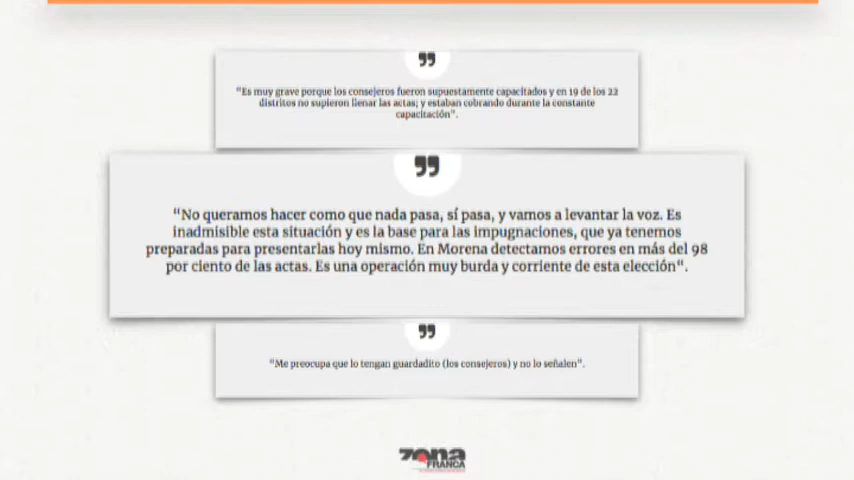 "Es muy grave porque los consejeros fueron supuestamente capacitados y en 19 de los 22
distritos no supieron llenar las actas; y estaban cobrando durante la constante
capacitación".
"No queramos hacer como que nada pasa, sí pasa, y vamos a levantar la voz. Es
inadmisible esta situación y es la base para las impugnaciones, que ya tenemos
preparadas para presentarlas hoy mismo. En Morena detectamos errores en más del 98
por ciento de las actas. Es una operación muy burda y corriente de esta elección".
"Me preocupa que lo tengan guardadito (los consejeros) y no lo señalen".
zona
FRANCA